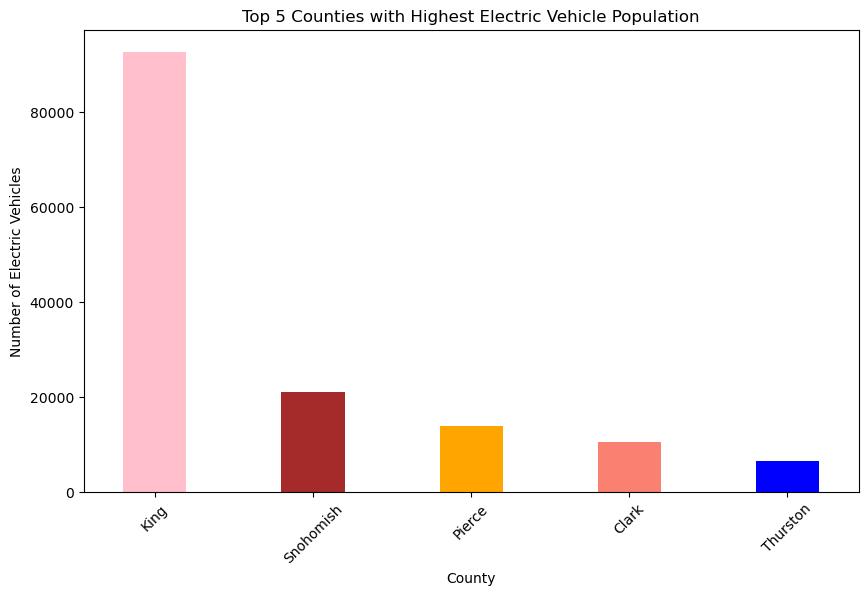 Top 5 Counties with Highest Electric Vehicle Population
Number of Electric Vehicles
80000
60000
40000
20000
0
King
Snohomish
Pierce
Clark
Thurston
County